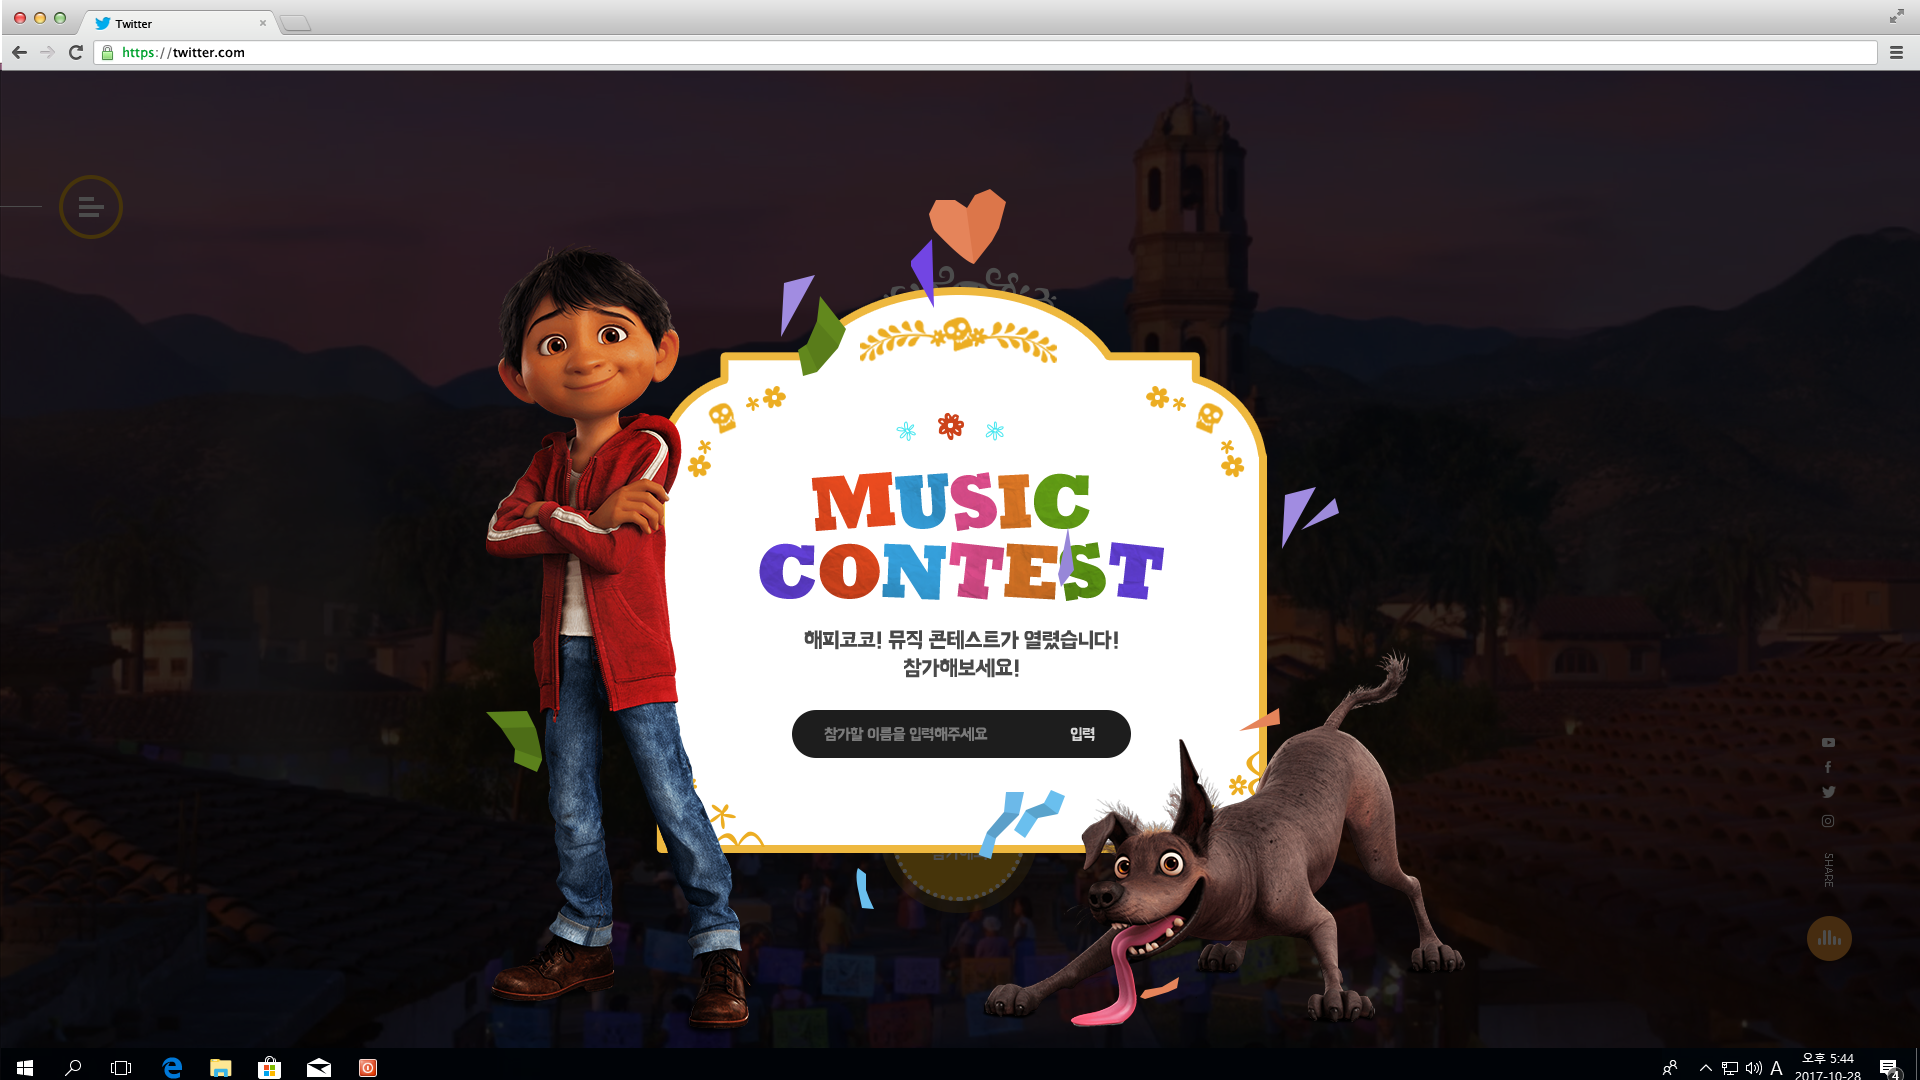 Twitter
https://twitter.com
MUSIC
CONTEST
해피코코! 뮤직 콘테스트가 열렸습니다!
참가해보세요!
참가할 이름을 입력해주세요 입력
SHARE
A
오후 5:44
2017-10-28
4